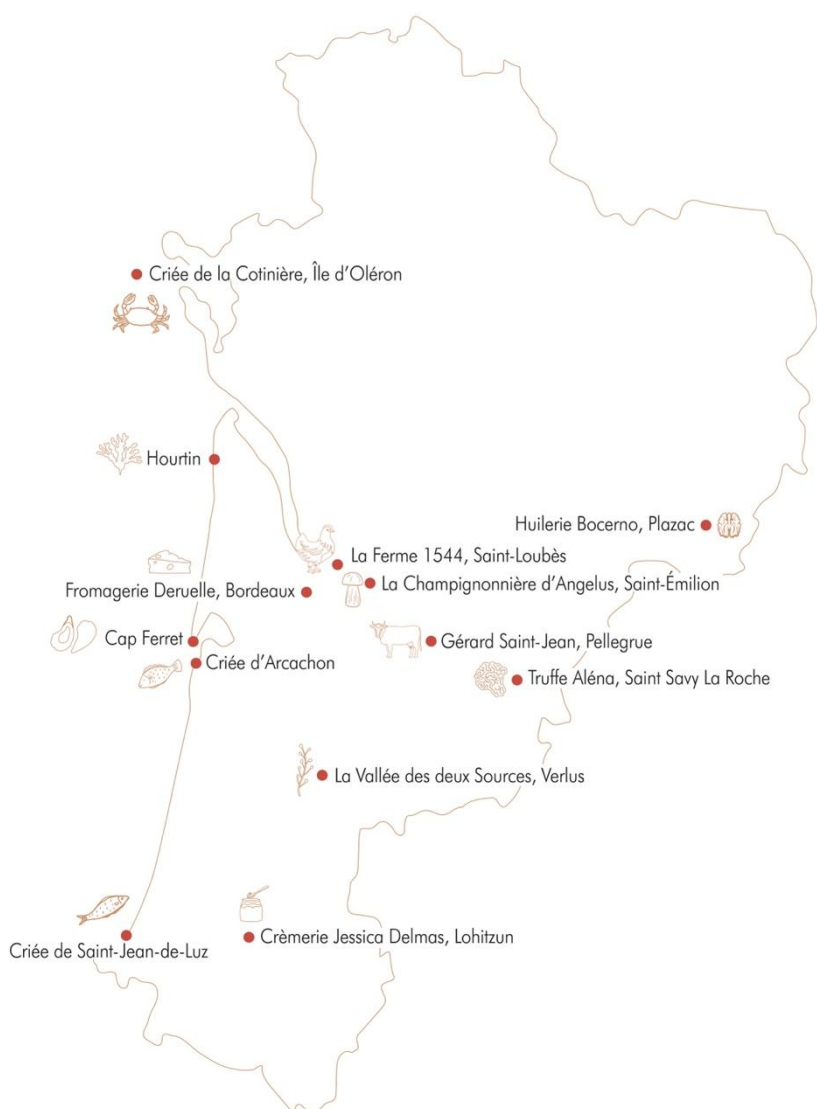 Criée de la Cotinière, Île d'Oléron
Hourtin
Huilerie Bocerno, Plazac
La Ferme 1544, Saint-Loubès
La Champignonnière d'Angelus, Saint-Émilion
Fromagerie Deruelle, Bordeaux
Cap Ferret
Gérard Saint-Jean, Pellegrue
Criée d'Arcachon
Truffe Aléna, Saint Savy La Roche
La Vallée des deux Sources, Verlus
Crèmerie Jessica Delmas, Lohitzun
Criée de Saint-Jean-de-Luz